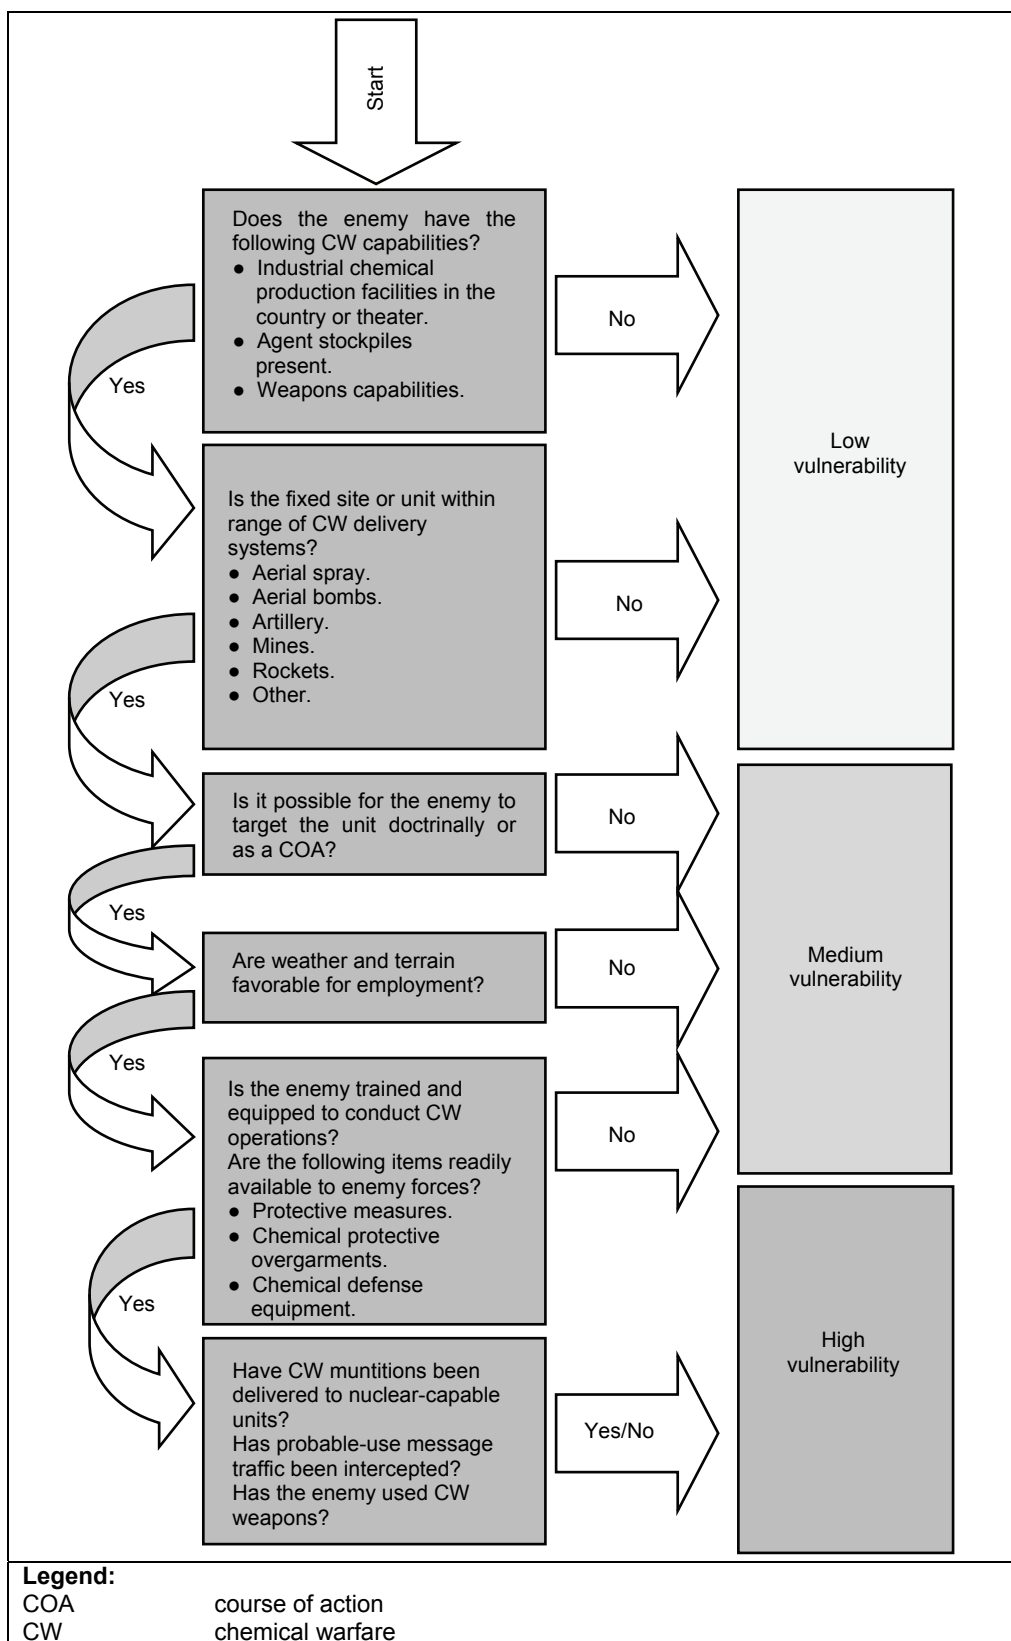 Start
Does the enemy have the
following CW capabilities?
● Industrial chemical
production facilities in the
country or theater.
● Agent stockpiles
present.
● Weapons capabilities.
No
Yes
Low
vulnerability
Is the fixed site or unit within
range of CW delivery
systems?
● Aerial spray.
● Aerial bombs.
● Artillery.
● Mines.
● Rockets.
● Other.
No
Yes
Is it possible for the enemy to
target the unit doctrinally or
as a COA?
No
Yes
Are weather and terrain
favorable for employment?
No
Medium
vulnerability
Yes
Is the enemy trained and
equipped to conduct CW
operations?
Are the following items readily
available to enemy forces?
● Protective measures.
● Chemical protective
overgarments.
● Chemical defense
equipment.
No
Yes
High
vulnerability
Have CW muntitions been
delivered to nuclear-capable
units?
Has probable-use message
traffic been intercepted?
Has the enemy used CW
weapons?
Yes/No
Legend:
COA course of action
CW chemical warfare